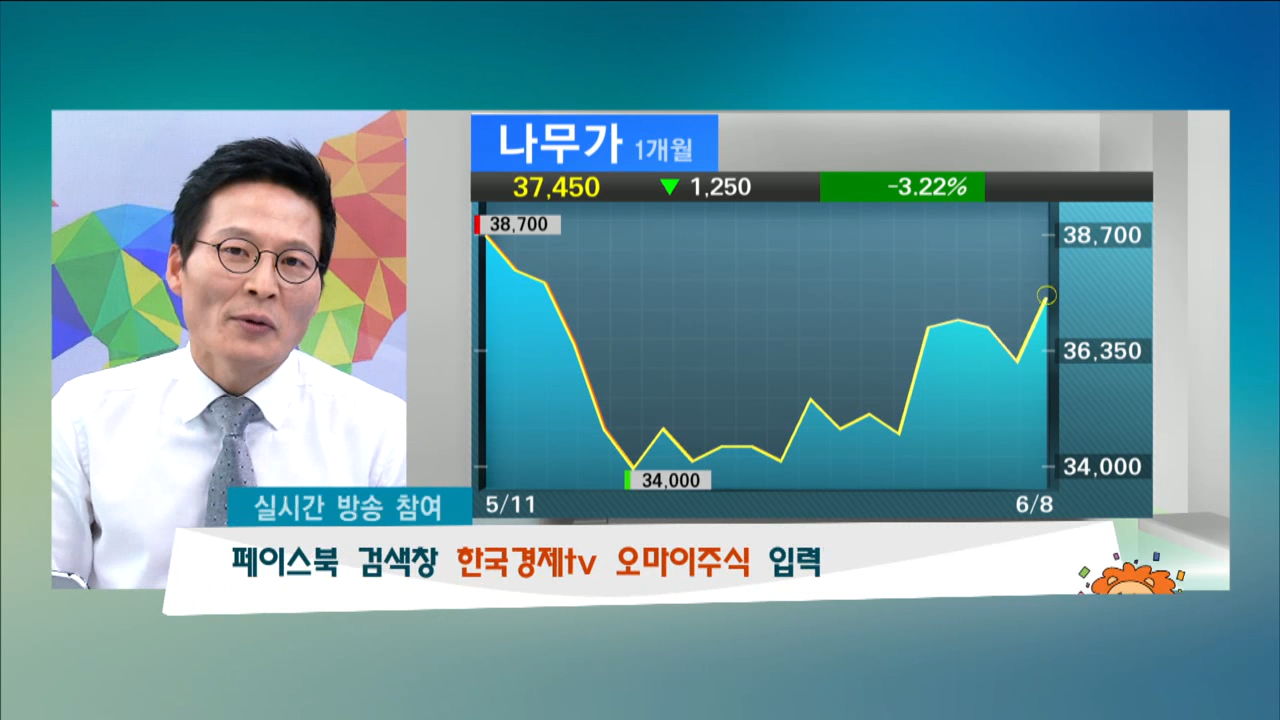 나무가 1개월
37,450 ▼ 1,250 -3.22%
38,700
38,700
36,350
34,000
34,000
5/11 6/8
실시간 방송 참여
페이스북 검색창 한국경제tv 오마이주식 입력